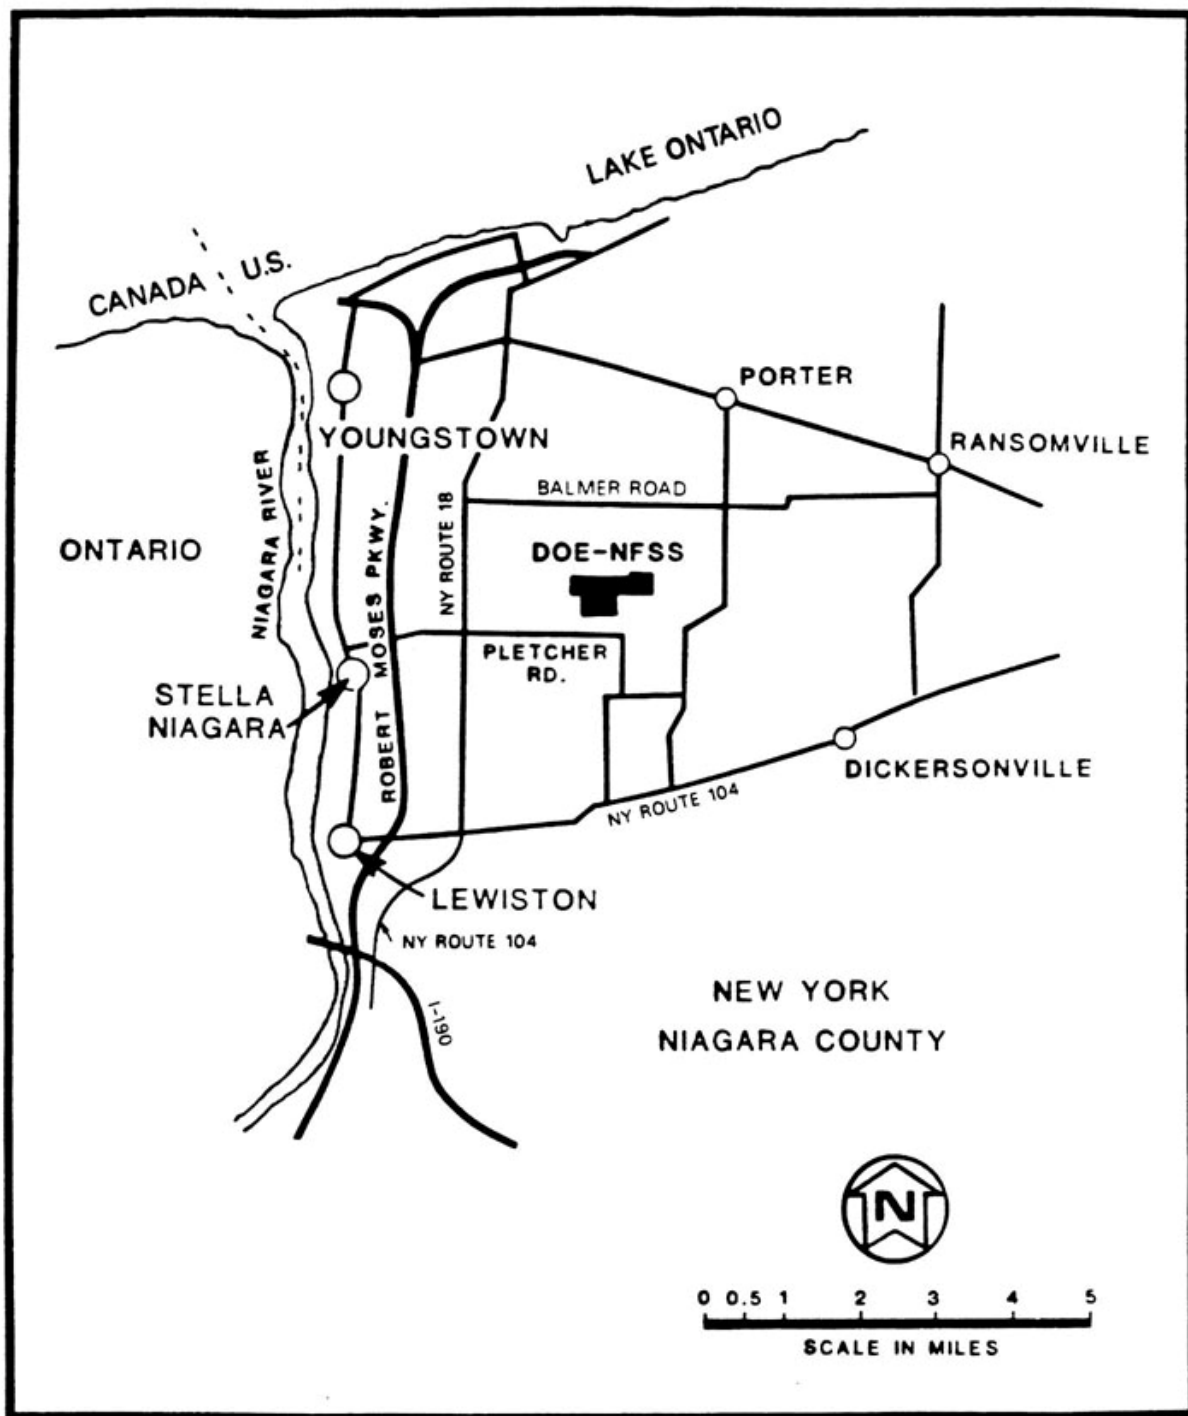 LAKE ONTARIO
CANADA
U.S.
PORTER
YOUNGSTOWN
RANSOMVILLE
NIAGARA RIVER
BALMER ROAD
ONTARIO
ROBERT MOSES PKWY.
NY ROUTE 18
DOE-NFSS
PLETCHER
RD.
STELLA
NIAGARA
DICKERSONVILLE
NY ROUTE 104
LEWISTON
NY ROUTE 104
I-190
NEW YORK
NIAGARA COUNTY
N
0 0.5 1 2 3 4 5
SCALE IN MILES